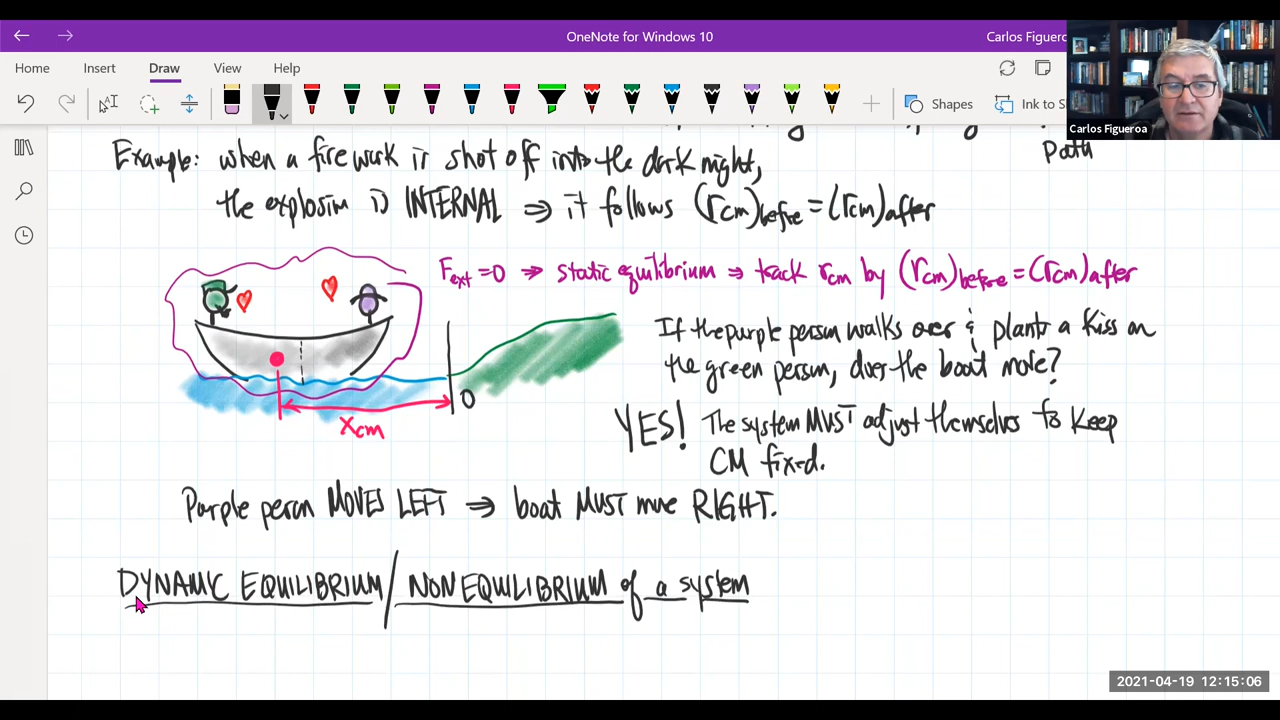 OneNote for Windows 10
Carlos Figueroa
Home Insert Draw View Help
Shapes
Ink to S
Carlos Figueroa
Path
Example: when a firework is shot off into the dark night,
the explosion is INTERNAL ⇒ it follows (rcm)before = (rcm)after
Fext = 0 ⇒ static equilibrium ⇒ track rcm by (rcm)before = (rcm)after
If the purple person walks over & plants a kiss on
the green person, does the boat move?
0
xcm
YES! The system MUST adjust themselves to keep
CM fixed.
Purple person MOVES LEFT ⇒ boat MUST move RIGHT.
DYNAMIC EQUILIBRIUM / NONEQUILIBRIUM of a system
2021-04-19 12:15:06